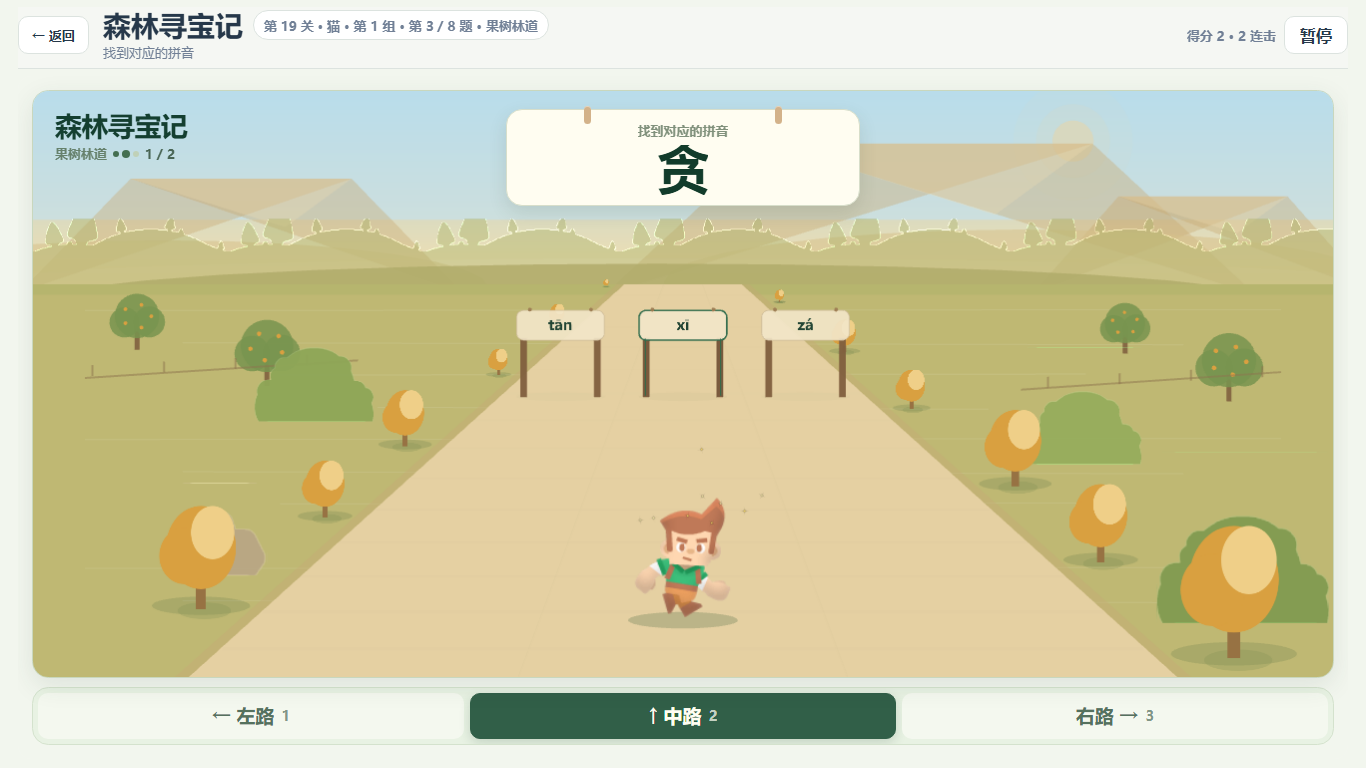 ← 返回
森林寻宝记
第 19 关 • 猫 • 第 1 组 • 第 3 / 8 题 • 果树林道
找到对应的拼音
得分 2 • 2 连击
暂停
森林寻宝记
果树林道 1 / 2
找到对应的拼音
贪
tān
xī
zá
← 左路 1
↑ 中路 2
右路 → 3